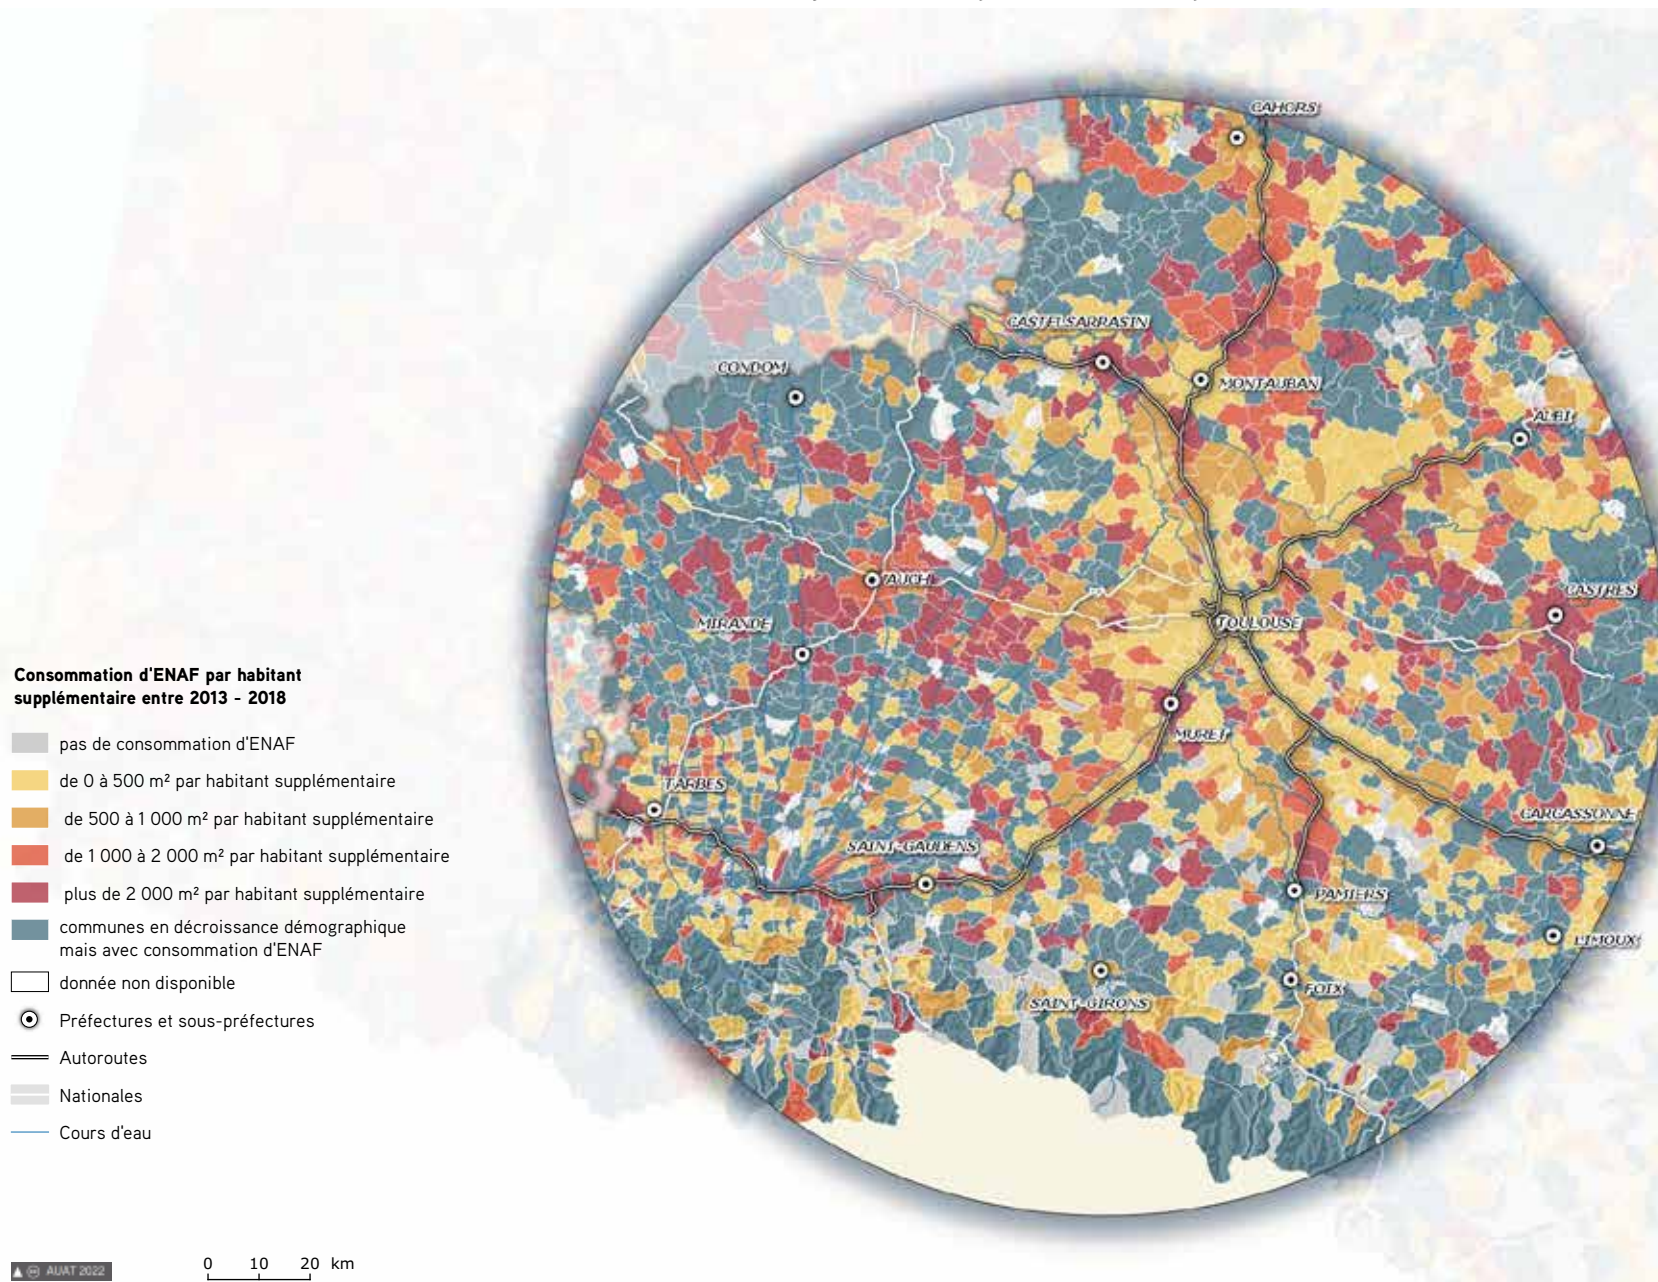 CAHORS
CASTELSARRASIN
CONDOM
MONTAUBAN
ALBI
AUCH
CASTRES
TOULOUSE
MIRANDE
Consommation d'ENAF par habitant
supplémentaire entre 2013 - 2018
MURET
pas de consommation d'ENAF
de 0 à 500 m² par habitant supplémentaire
TARBES
de 500 à 1 000 m² par habitant supplémentaire
CARCASSONNE
de 1 000 à 2 000 m² par habitant supplémentaire
SAINT-GAUDENS
plus de 2 000 m² par habitant supplémentaire
PAMIERS
communes en décroissance démographique
mais avec consommation d'ENAF
LIMOUX
donnée non disponible
FOIX
SAINT-GIRONS
Préfectures et sous-préfectures
Autoroutes
Nationales
Cours d'eau
0 10 20 km
AUAT 2022